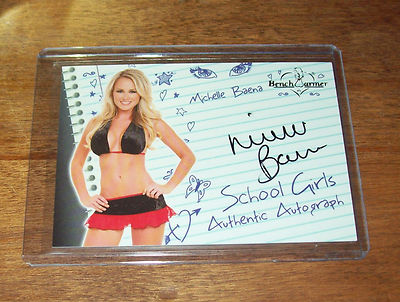 Michelle Baena
BenchWarmer
School Girls
Authentic Autograph